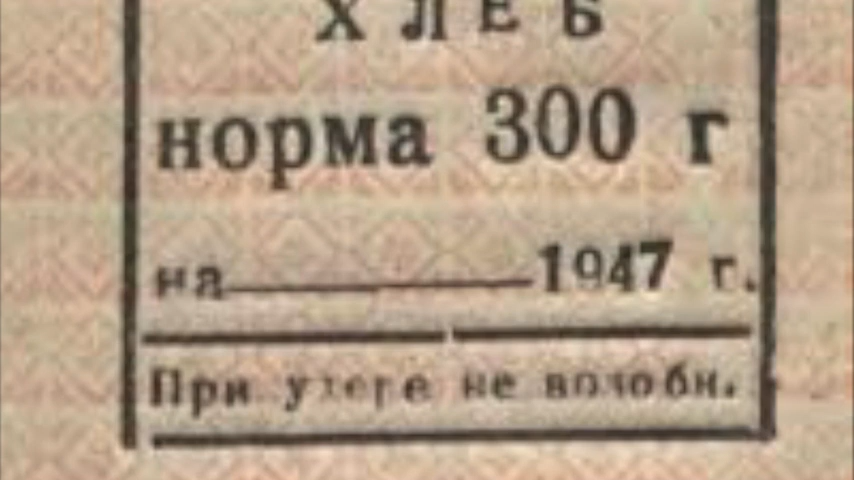 ХЛЕБ
норма 300 г
на 1947 г.
При утере не возобн.